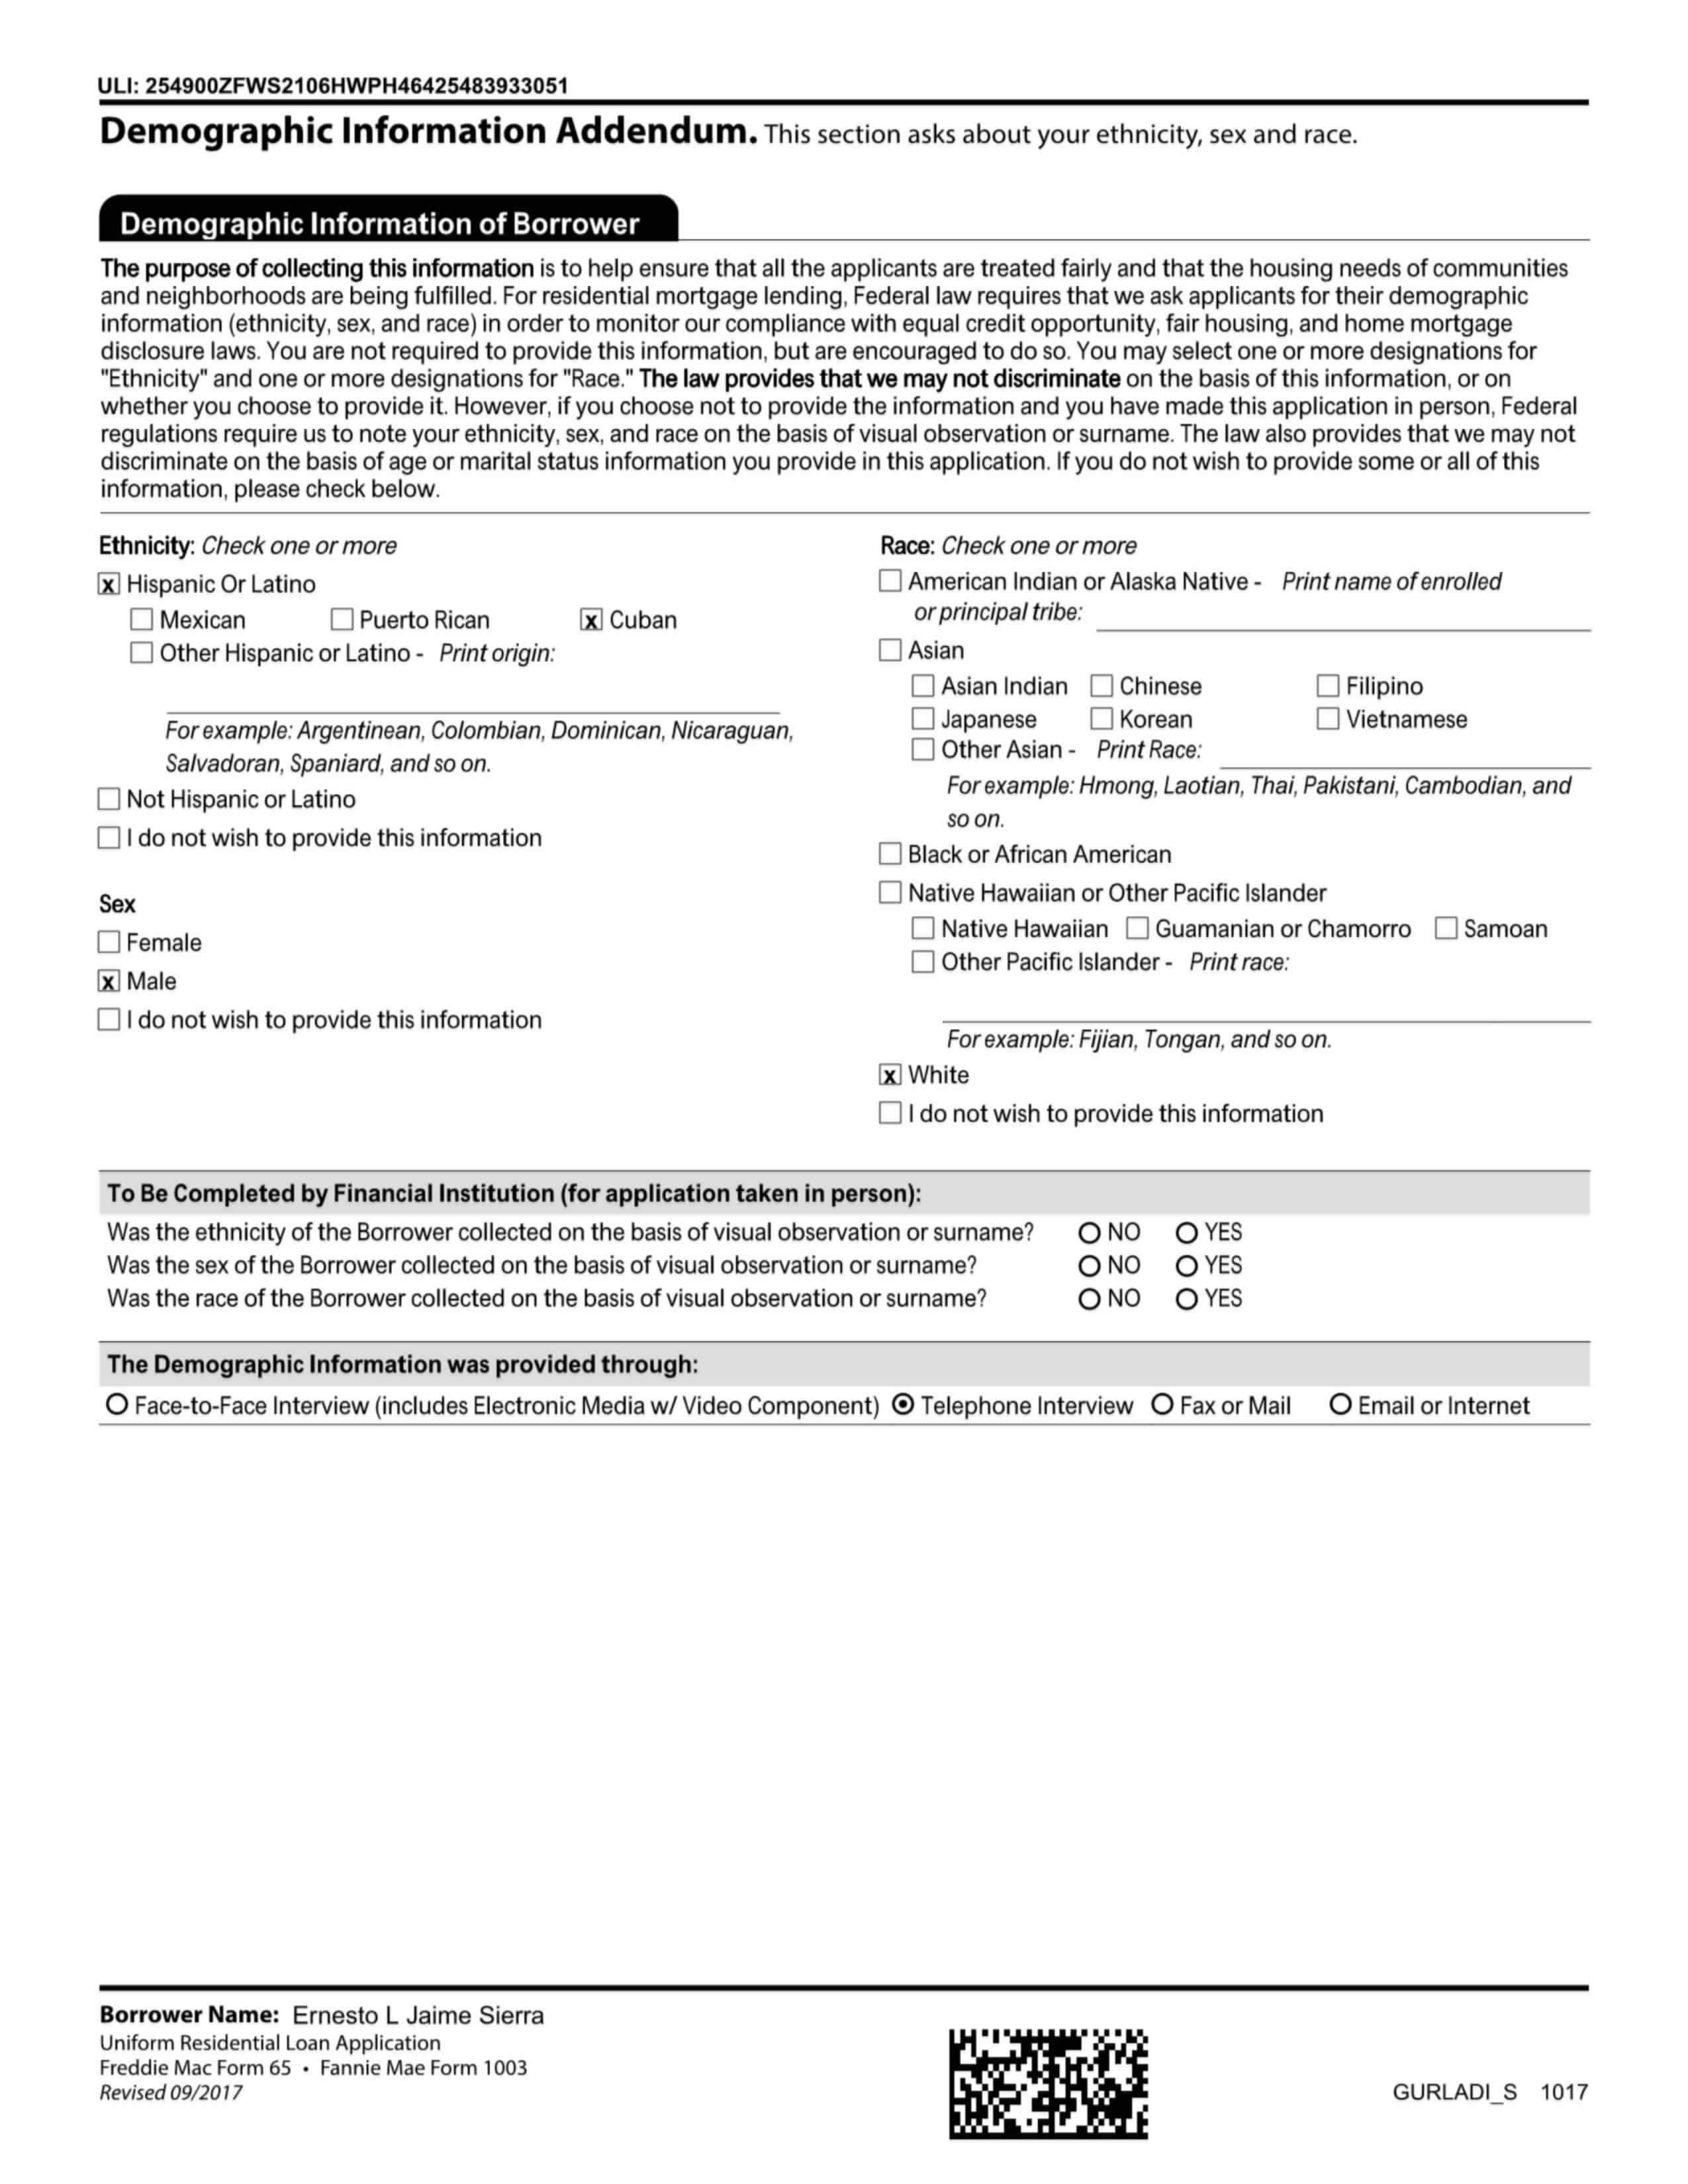 ULI: 254900ZFWS2106HWPH46425483933051
Demographic Information Addendum. This section asks about your ethnicity, sex and race.
Demographic Information of Borrower
The purpose of collecting this information is to help ensure that all the applicants are treated fairly and that the housing needs of communities
and neighborhoods are being fulfilled. For residential mortgage lending, Federal law requires that we ask applicants for their demographic
information (ethnicity, sex, and race) in order to monitor our compliance with equal credit opportunity, fair housing, and home mortgage
disclosure laws. You are not required to provide this information, but are encouraged to do so. You may select one or more designations for
"Ethnicity" and one or more designations for "Race." The law provides that we may not discriminate on the basis of this information, or on
whether you choose to provide it. However, if you choose not to provide the information and you have made this application in person, Federal
regulations require us to note your ethnicity, sex, and race on the basis of visual observation or surname. The law also provides that we may not
discriminate on the basis of age or marital status information you provide in this application. If you do not wish to provide some or all of this
information, please check below.
Ethnicity: Check one or more
x Hispanic Or Latino
Mexican Puerto Rican x Cuban
Other Hispanic or Latino - Print origin:
For example: Argentinean, Colombian, Dominican, Nicaraguan,
Salvadoran, Spaniard, and so on.
Not Hispanic or Latino
I do not wish to provide this information
Sex
Female
x Male
I do not wish to provide this information
Race: Check one or more
American Indian or Alaska Native - Print name of enrolled
or principal tribe:
Asian
Asian Indian Chinese Filipino
Japanese Korean Vietnamese
Other Asian - Print Race:
For example: Hmong, Laotian, Thai, Pakistani, Cambodian, and
so on.
Black or African American
Native Hawaiian or Other Pacific Islander
Native Hawaiian Guamanian or Chamorro Samoan
Other Pacific Islander - Print race:
For example: Fijian, Tongan, and so on.
x White
I do not wish to provide this information
To Be Completed by Financial Institution (for application taken in person):
Was the ethnicity of the Borrower collected on the basis of visual observation or surname? NO YES
Was the sex of the Borrower collected on the basis of visual observation or surname? NO YES
Was the race of the Borrower collected on the basis of visual observation or surname? NO YES
The Demographic Information was provided through:
Face-to-Face Interview (includes Electronic Media w/ Video Component) Telephone Interview Fax or Mail Email or Internet
Borrower Name: Ernesto L Jaime Sierra
Uniform Residential Loan Application
Freddie Mac Form 65 • Fannie Mae Form 1003
Revised 09/2017
GURLADI_S 1017